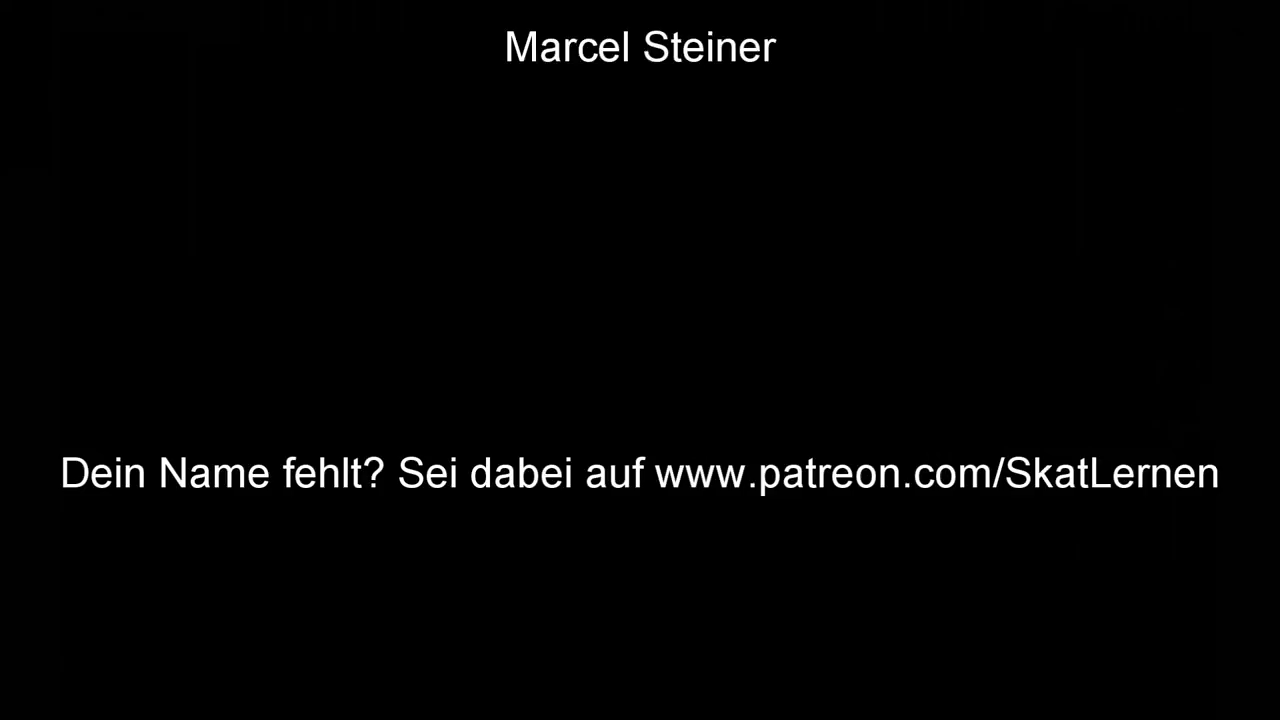 Marcel Steiner
Dein Name fehlt? Sei dabei auf www.patreon.com/SkatLernen